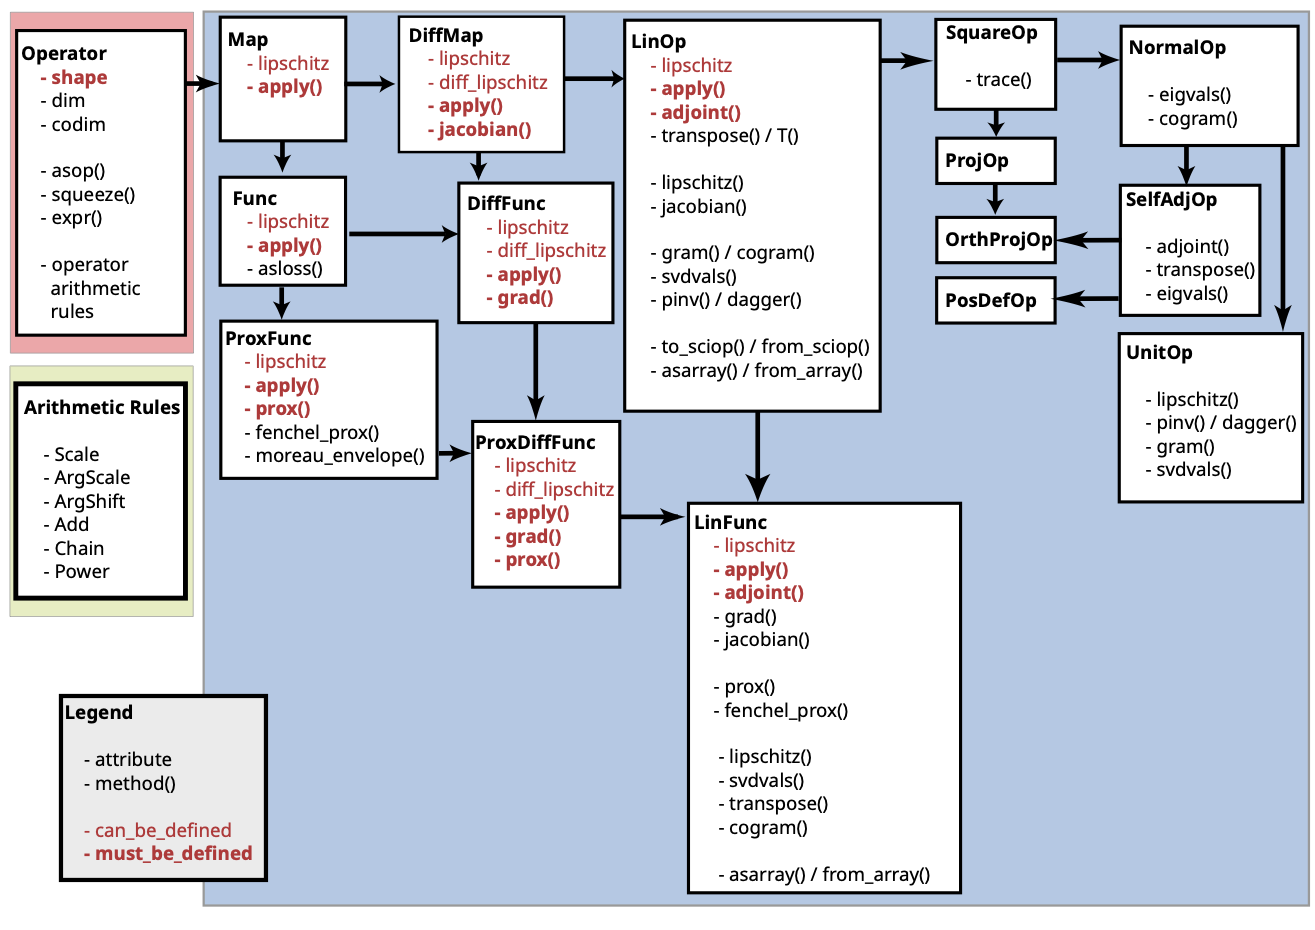 Operator
- shape
- dim
- codim
- asop()
- squeeze()
- expr()
- operator
arithmetic
rules
Arithmetic Rules
- Scale
- ArgScale
- ArgShift
- Add
- Chain
- Power
Legend
- attribute
- method()
- can_be_defined
- must_be_defined
Map
- lipschitz
- apply()
Func
- lipschitz
- apply()
- asloss()
ProxFunc
- lipschitz
- apply()
- prox()
- fenchel_prox()
- moreau_envelope()
DiffMap
- lipschitz
- diff_lipschitz
- apply()
- jacobian()
DiffFunc
- lipschitz
- diff_lipschitz
- apply()
- grad()
ProxDiffFunc
- lipschitz
- diff_lipschitz
- apply()
- grad()
- prox()
LinOp
- lipschitz
- apply()
- adjoint()
- transpose() / T()
- lipschitz()
- jacobian()
- gram() / cogram()
- svdvals()
- pinv() / dagger()
- to_sciop() / from_sciop()
- asarray() / from_array()
LinFunc
- lipschitz
- apply()
- adjoint()
- grad()
- jacobian()
- prox()
- fenchel_prox()
- lipschitz()
- svdvals()
- transpose()
- cogram()
- asarray() / from_array()
SquareOp
- trace()
ProjOp
OrthProjOp
PosDefOp
NormalOp
- eigvals()
- cogram()
SelfAdjOp
- adjoint()
- transpose()
- eigvals()
UnitOp
- lipschitz()
- pinv() / dagger()
- gram()
- svdvals()